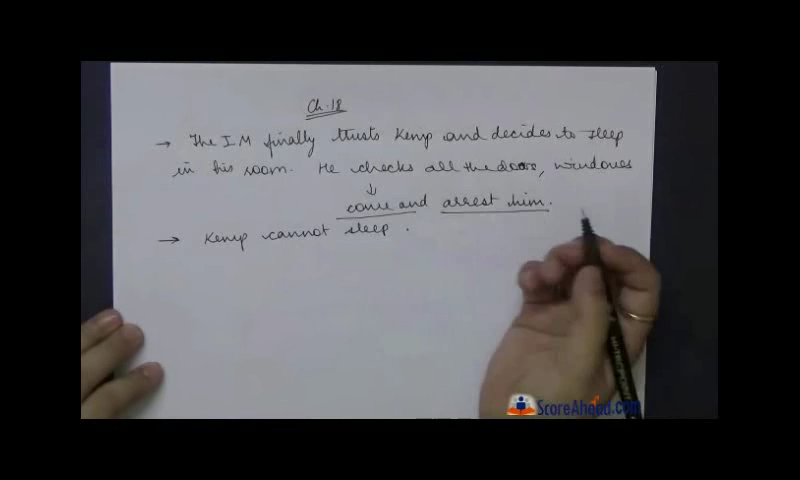 Ch. 18
→ The I M finally trusts Kemp and decides to sleep
in his room. He checks all the doors, windows
↓
come and arrest him.
→ Kemp cannot sleep.
ScoreAhead.com